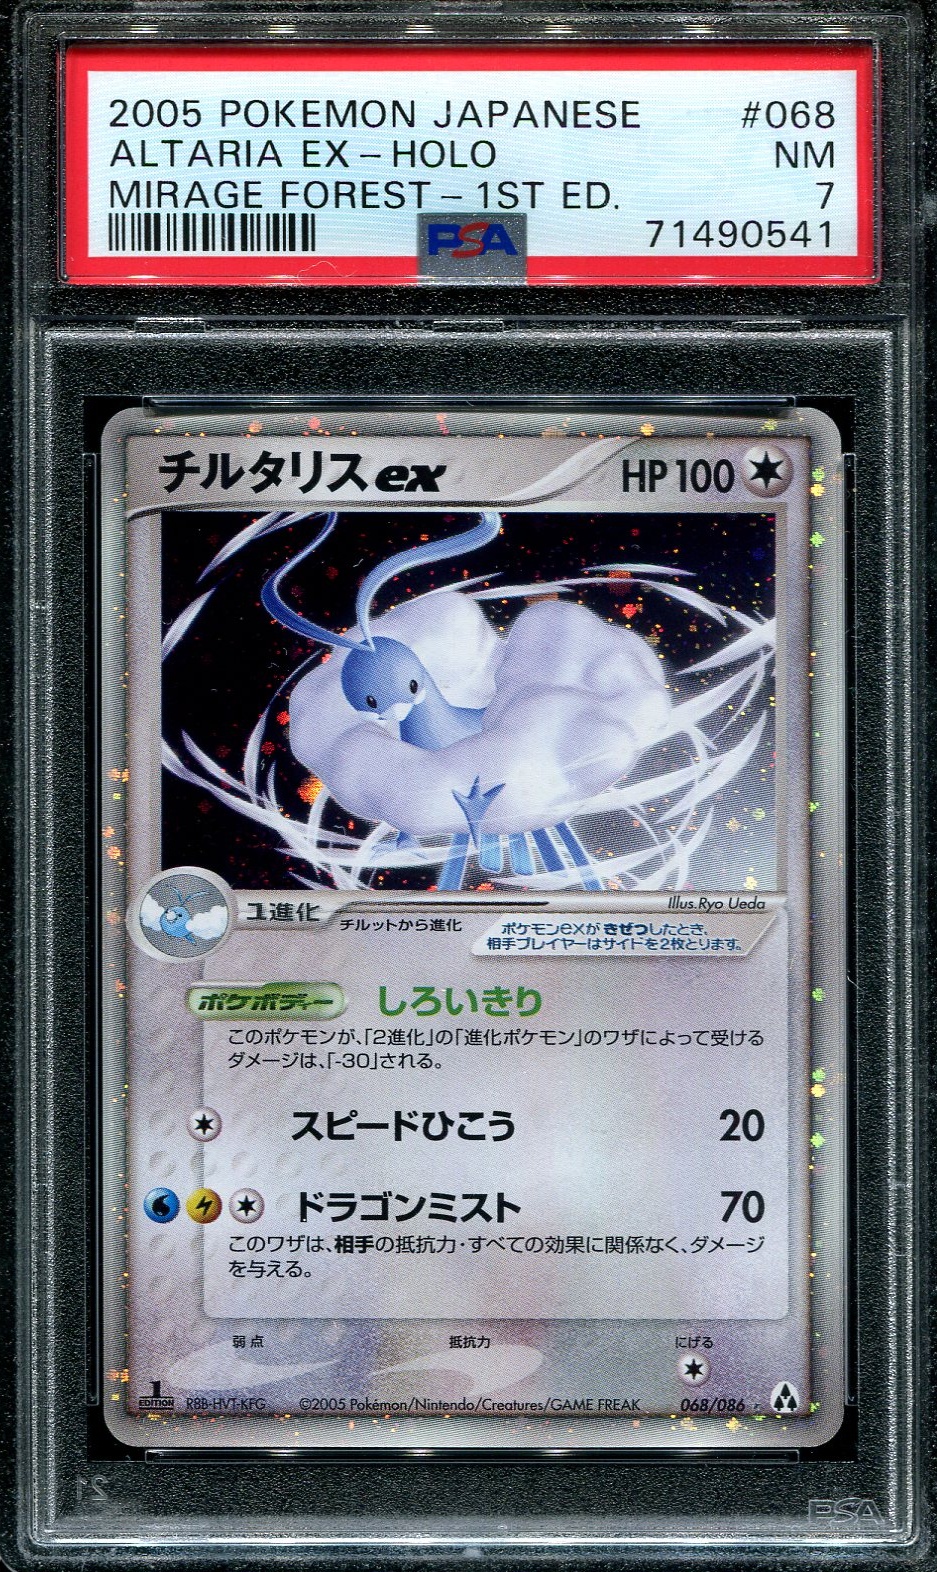 2005 POKEMON JAPANESE #068
ALTARIA EX - HOLO NM
MIRAGE FOREST - 1ST ED. 7
PSA 71490541
チルタリスex HP100
Illus.Ryo Ueda
1進化 チルットから進化
ポケモンexが きぜつしたとき、
相手プレイヤーはサイドを2枚とります。
ポケボディー しろいきり
このポケモンが、「2進化」の「進化ポケモン」のワザによって受ける
ダメージは、「-30」される。
スピードひこう 20
ドラゴンミスト 70
このワザは、相手の抵抗力・すべての効果に関係なく、ダメージ
を与える。
弱点 抵抗力 にげる
1 EDITION RBB-HVT-KFG ©2005 Pokémon/Nintendo/Creatures/GAME FREAK 068/086
PSA